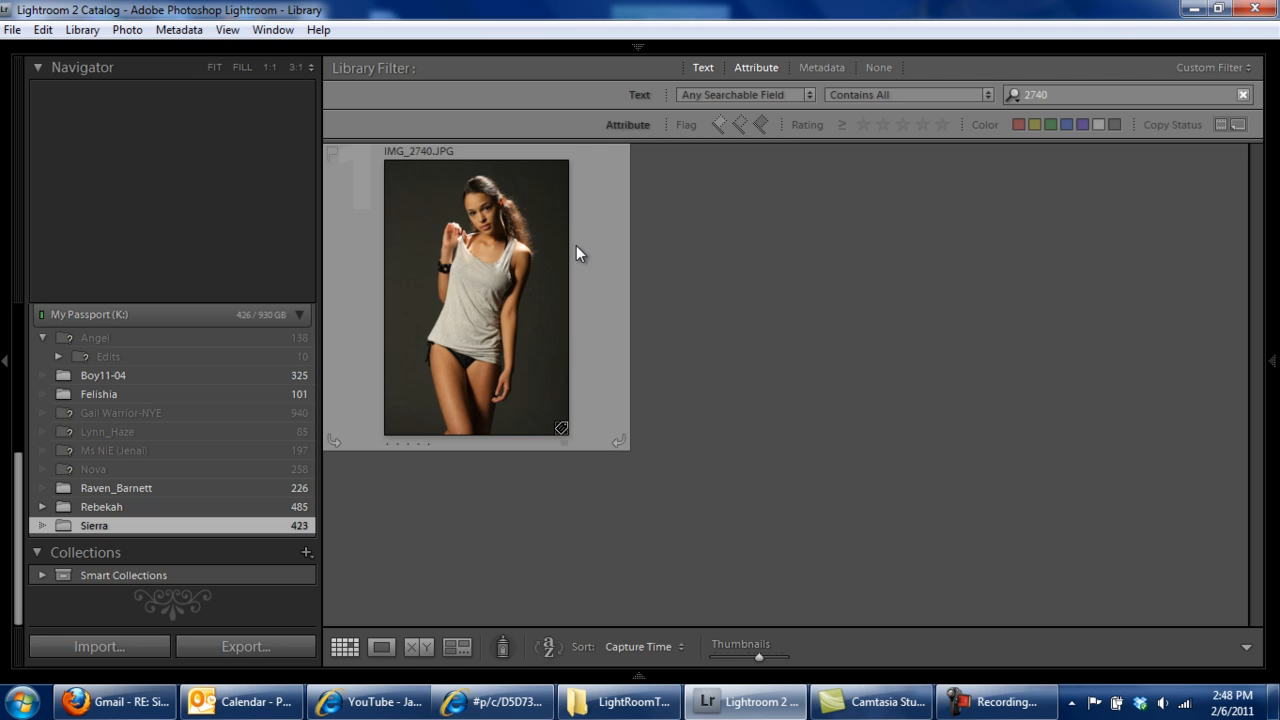 Lr Lightroom 2 Catalog - Adobe Photoshop Lightroom - Library
File Edit Library Photo Metadata View Window Help
Navigator FIT FILL 1:1 3:1
Library Filter : Text Attribute Metadata None Custom Filter
Text Any Searchable Field Contains All 2740
Attribute Flag Rating ≥ Color Copy Status
1
IMG_2740.JPG
My Passport (K:) 426 / 930 GB
Angel 138
Edits 10
Boy11-04 325
Felishia 101
Gail Warrior-NYE 940
Lynn_Haze 85
Ms NIE (Jenai) 197
Nova 258
Raven_Barnett 226
Rebekah 485
Sierra 423
Collections +
Smart Collections
Import... Export...
XY a z Sort: Capture Time Thumbnails
Gmail - RE: Si... Calendar - P... YouTube - Ja... #p/c/D5D73... LightRoomT... Lr Lightroom 2 ... Camtasia Stu... Recording...
2:48 PM
2/6/2011